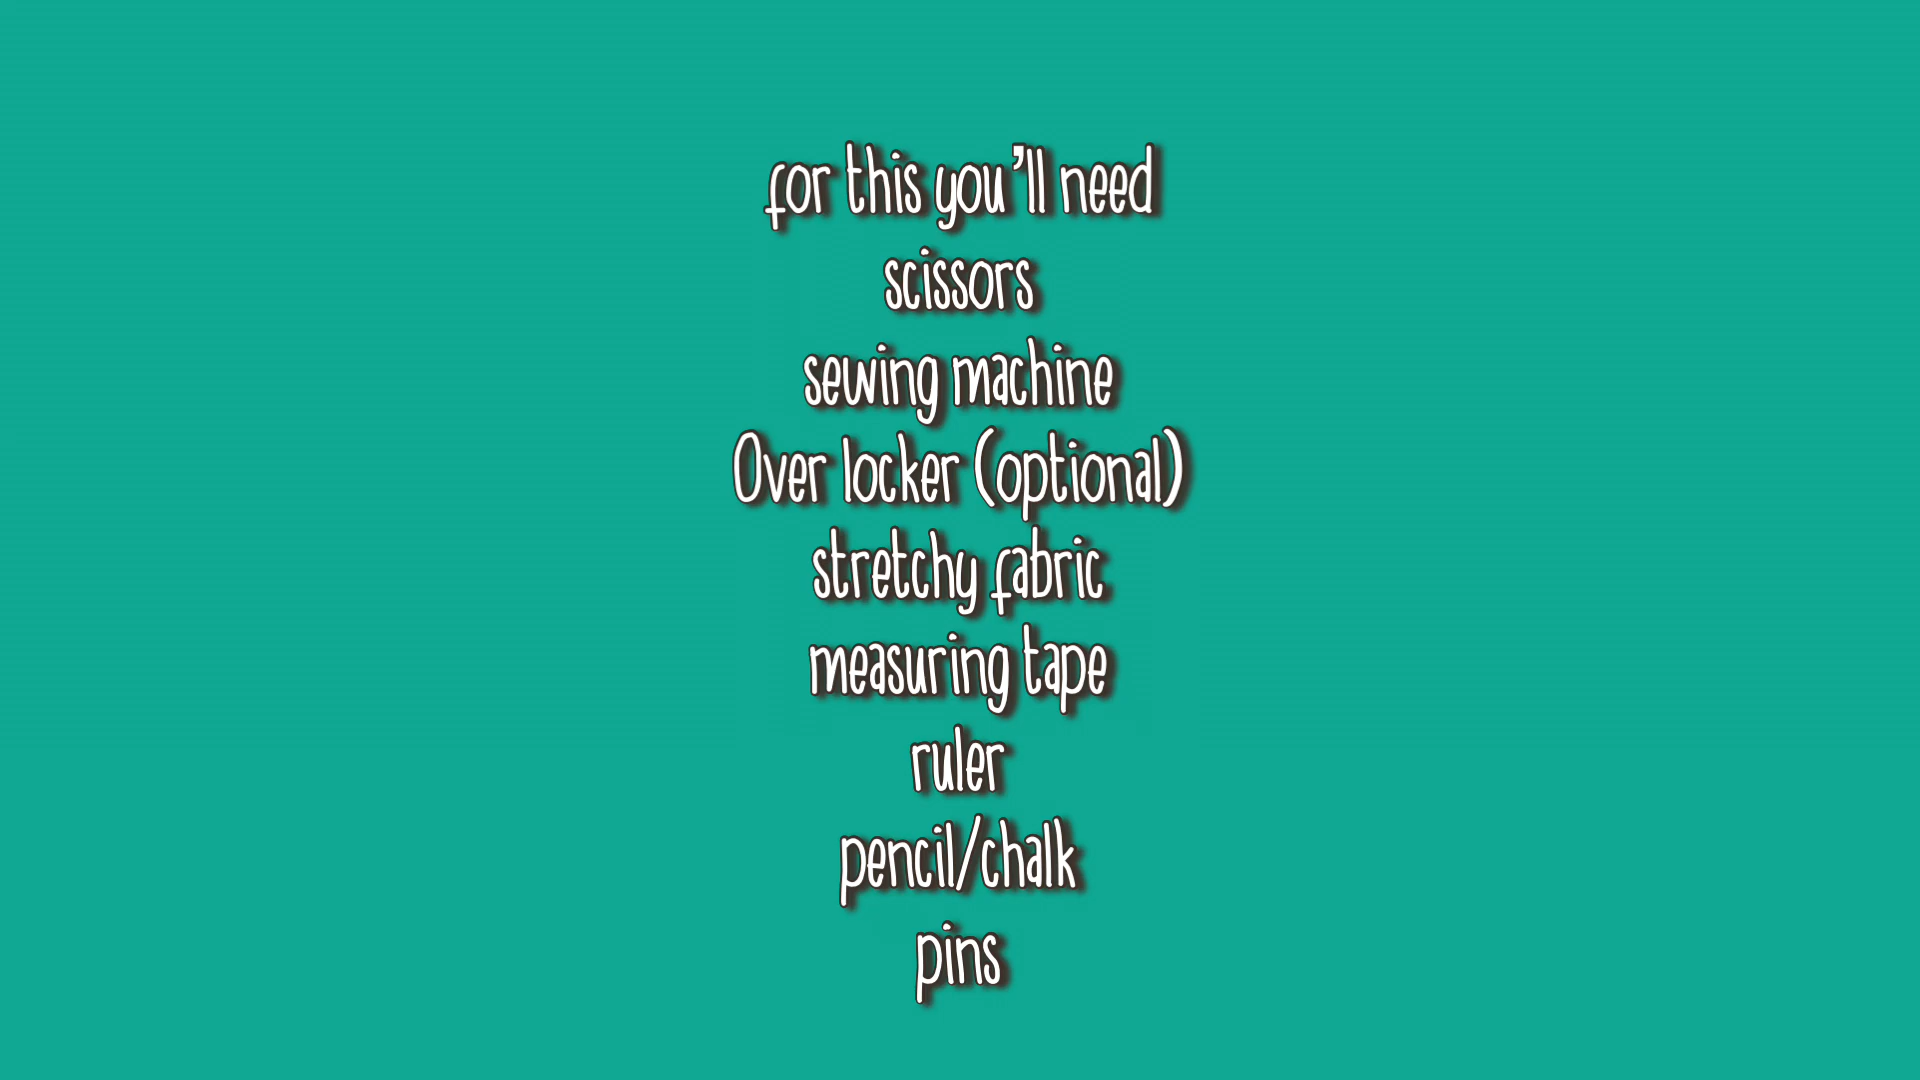 for this you'll need
scissors
sewing machine
Over locker (optional)
stretchy fabric
measuring tape
ruler
pencil/chalk
pins